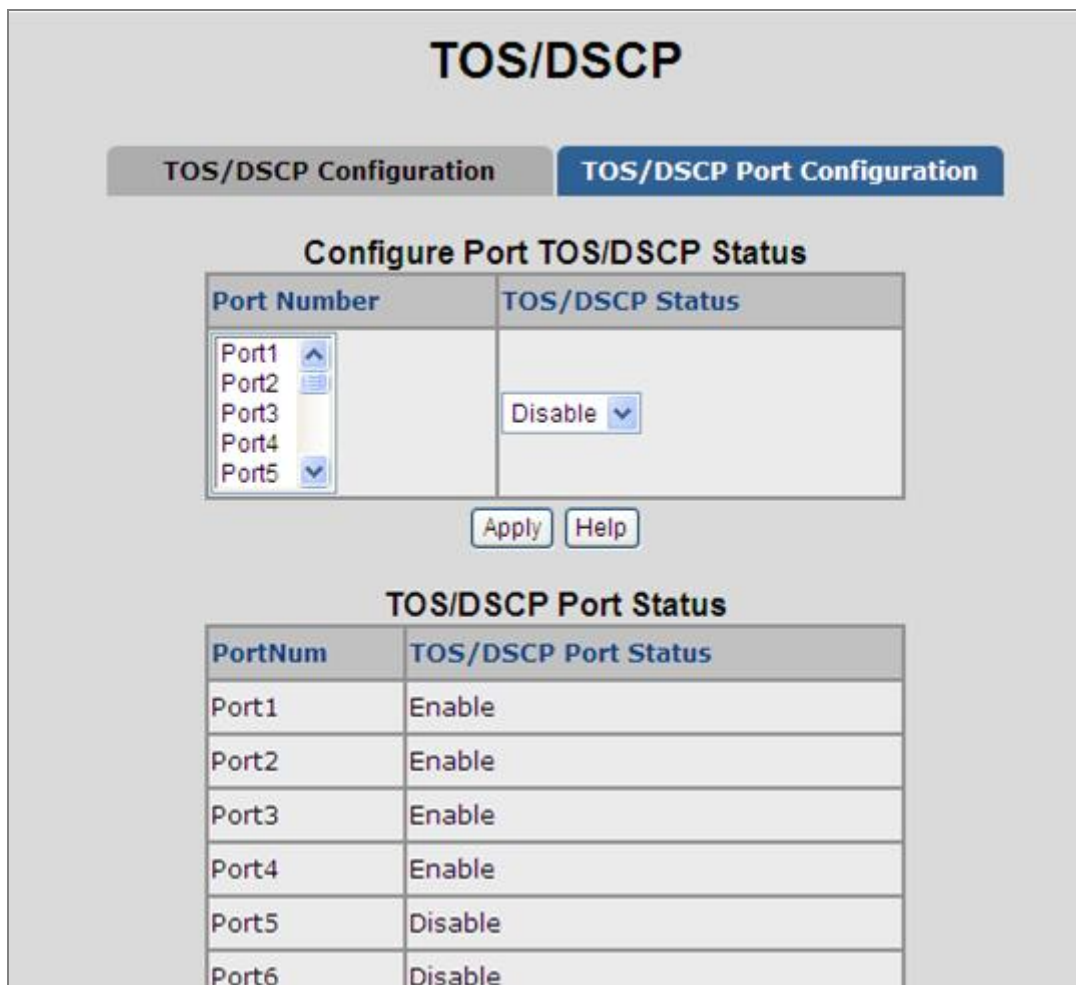 TOS/DSCP
TOS/DSCP Configuration TOS/DSCP Port Configuration
Configure Port TOS/DSCP Status
Port Number TOS/DSCP Status
Port1
Port2
Port3
Port4
Port5
Disable
Apply Help
TOS/DSCP Port Status
PortNum TOS/DSCP Port Status
Port1 Enable
Port2 Enable
Port3 Enable
Port4 Enable
Port5 Disable
Port6 Disable